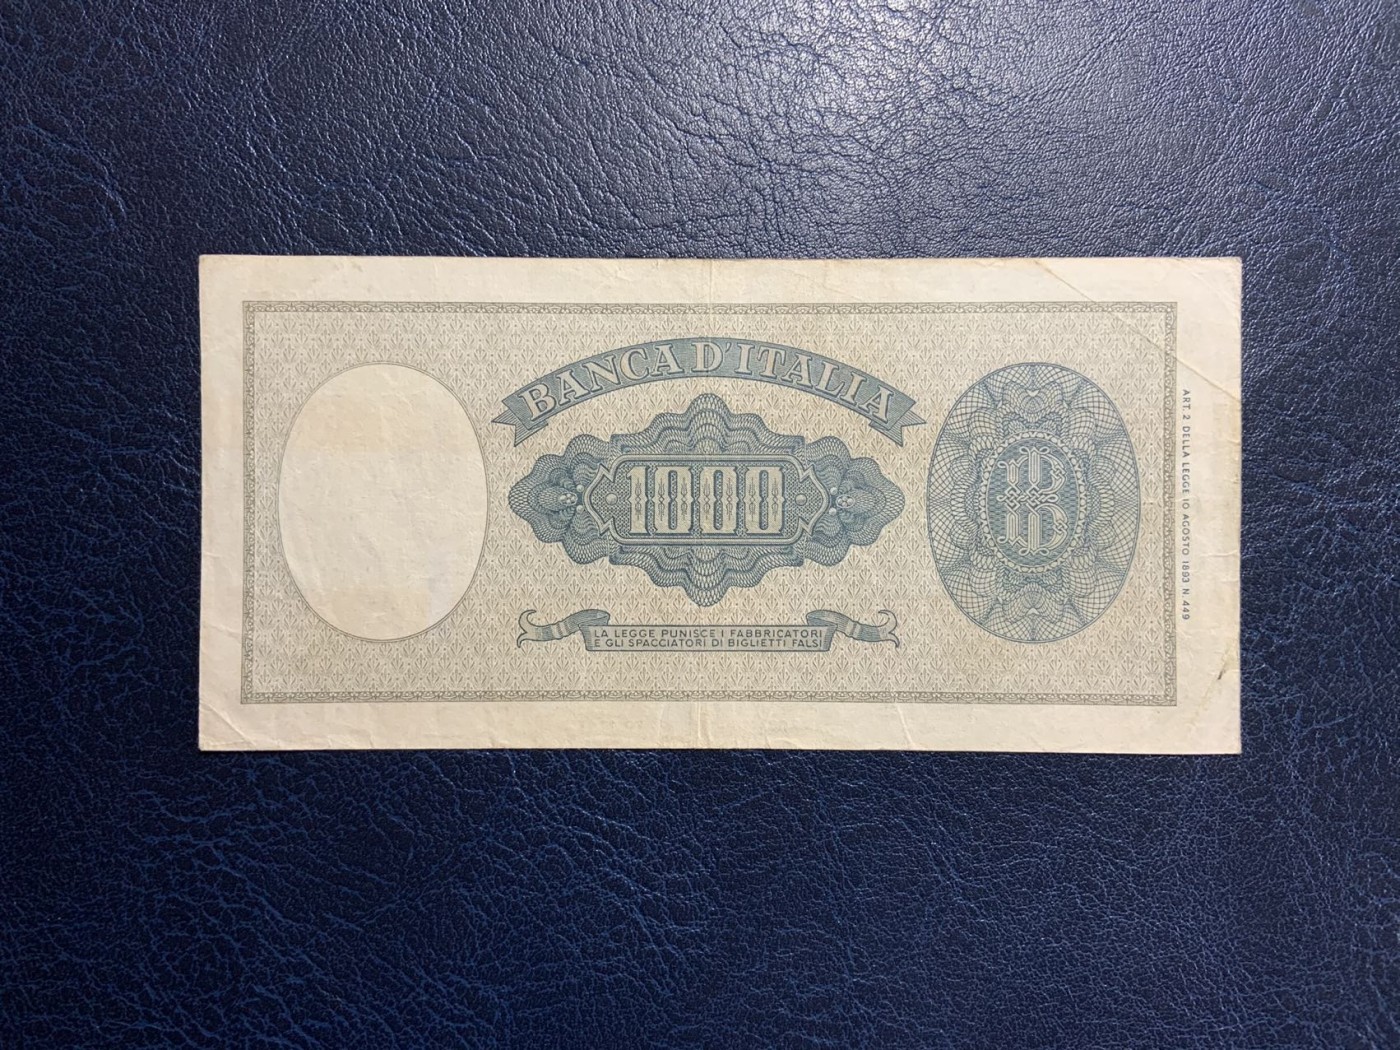 BANCA D'ITALIA
1000
LA LEGGE PUNISCE I FABBRICATORI
E GLI SPACCIATORI DI BIGLIETTI FALSI
ART. 2 DELLA LEGGE 10 AGOSTO 1893 N. 449